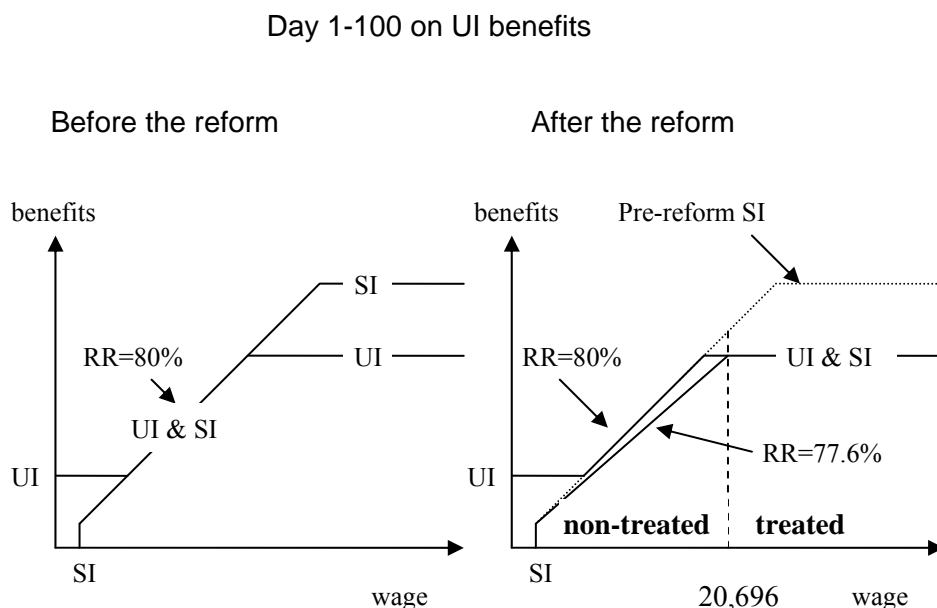 Day 1-100 on UI benefits
Before the reform
After the reform
benefits
SI
UI
RR=80%
UI & SI
UI
SI
wage
benefits
Pre-reform SI
RR=80%
UI & SI
RR=77.6%
UI
non-treated
treated
SI
20,696
wage